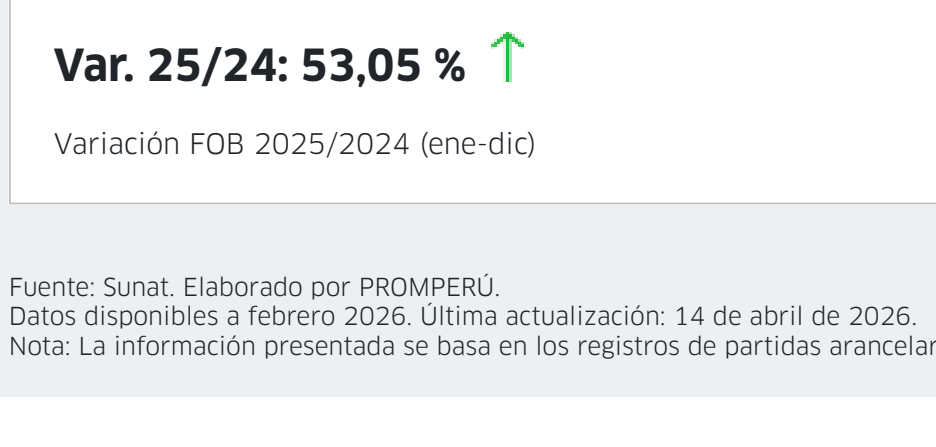 Var. 25/24: 53,05 % ↑
Variación FOB 2025/2024 (ene-dic)
Fuente: Sunat. Elaborado por PROMPERÚ.
Datos disponibles a febrero 2026. Última actualización: 14 de abril de 2026.
Nota: La información presentada se basa en los registros de partidas arancelar